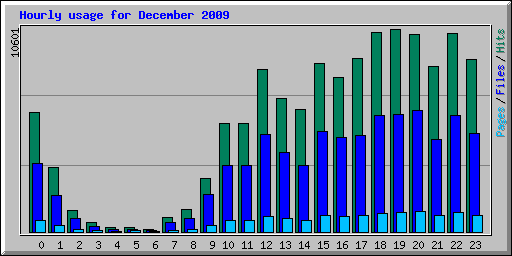 Hourly usage for December 2009
10601
Pages / Files / Hits
0 1 2 3 4 5 6 7 8 9 10 11 12 13 14 15 16 17 18 19 20 21 22 23